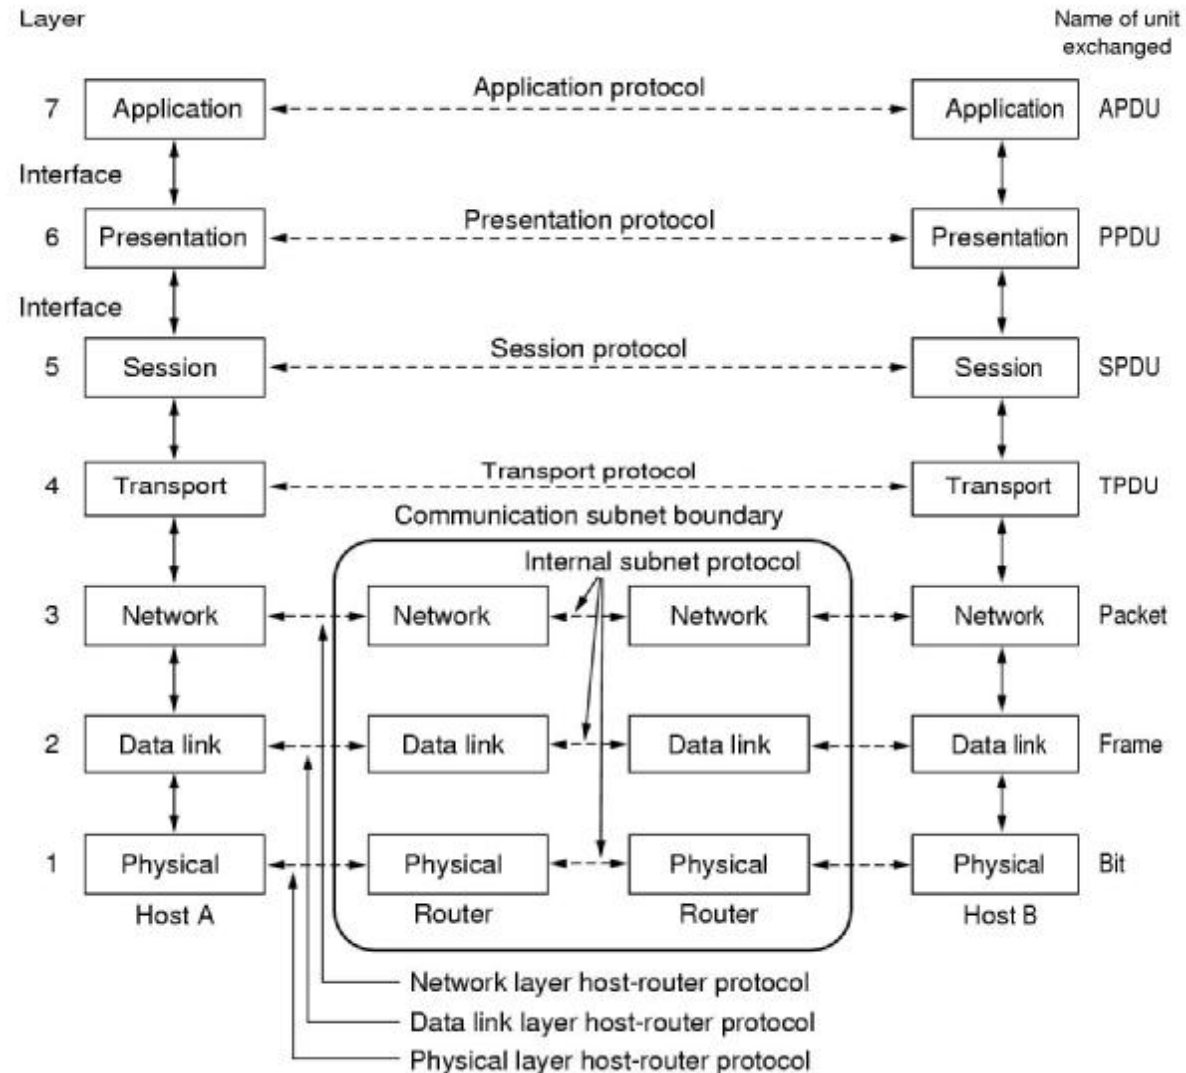 Layer
Name of unit
exchanged
Application protocol
7 Application Application APDU
Interface
Presentation protocol
6 Presentation Presentation PPDU
Interface
Session protocol
5 Session Session SPDU
Transport protocol
4 Transport Transport TPDU
Communication subnet boundary
Internal subnet protocol
3 Network Network Network Network Packet
2 Data link Data link Data link Data link Frame
1 Physical Physical Physical Physical Bit
Host A Router Router Host B
Network layer host-router protocol
Data link layer host-router protocol
Physical layer host-router protocol